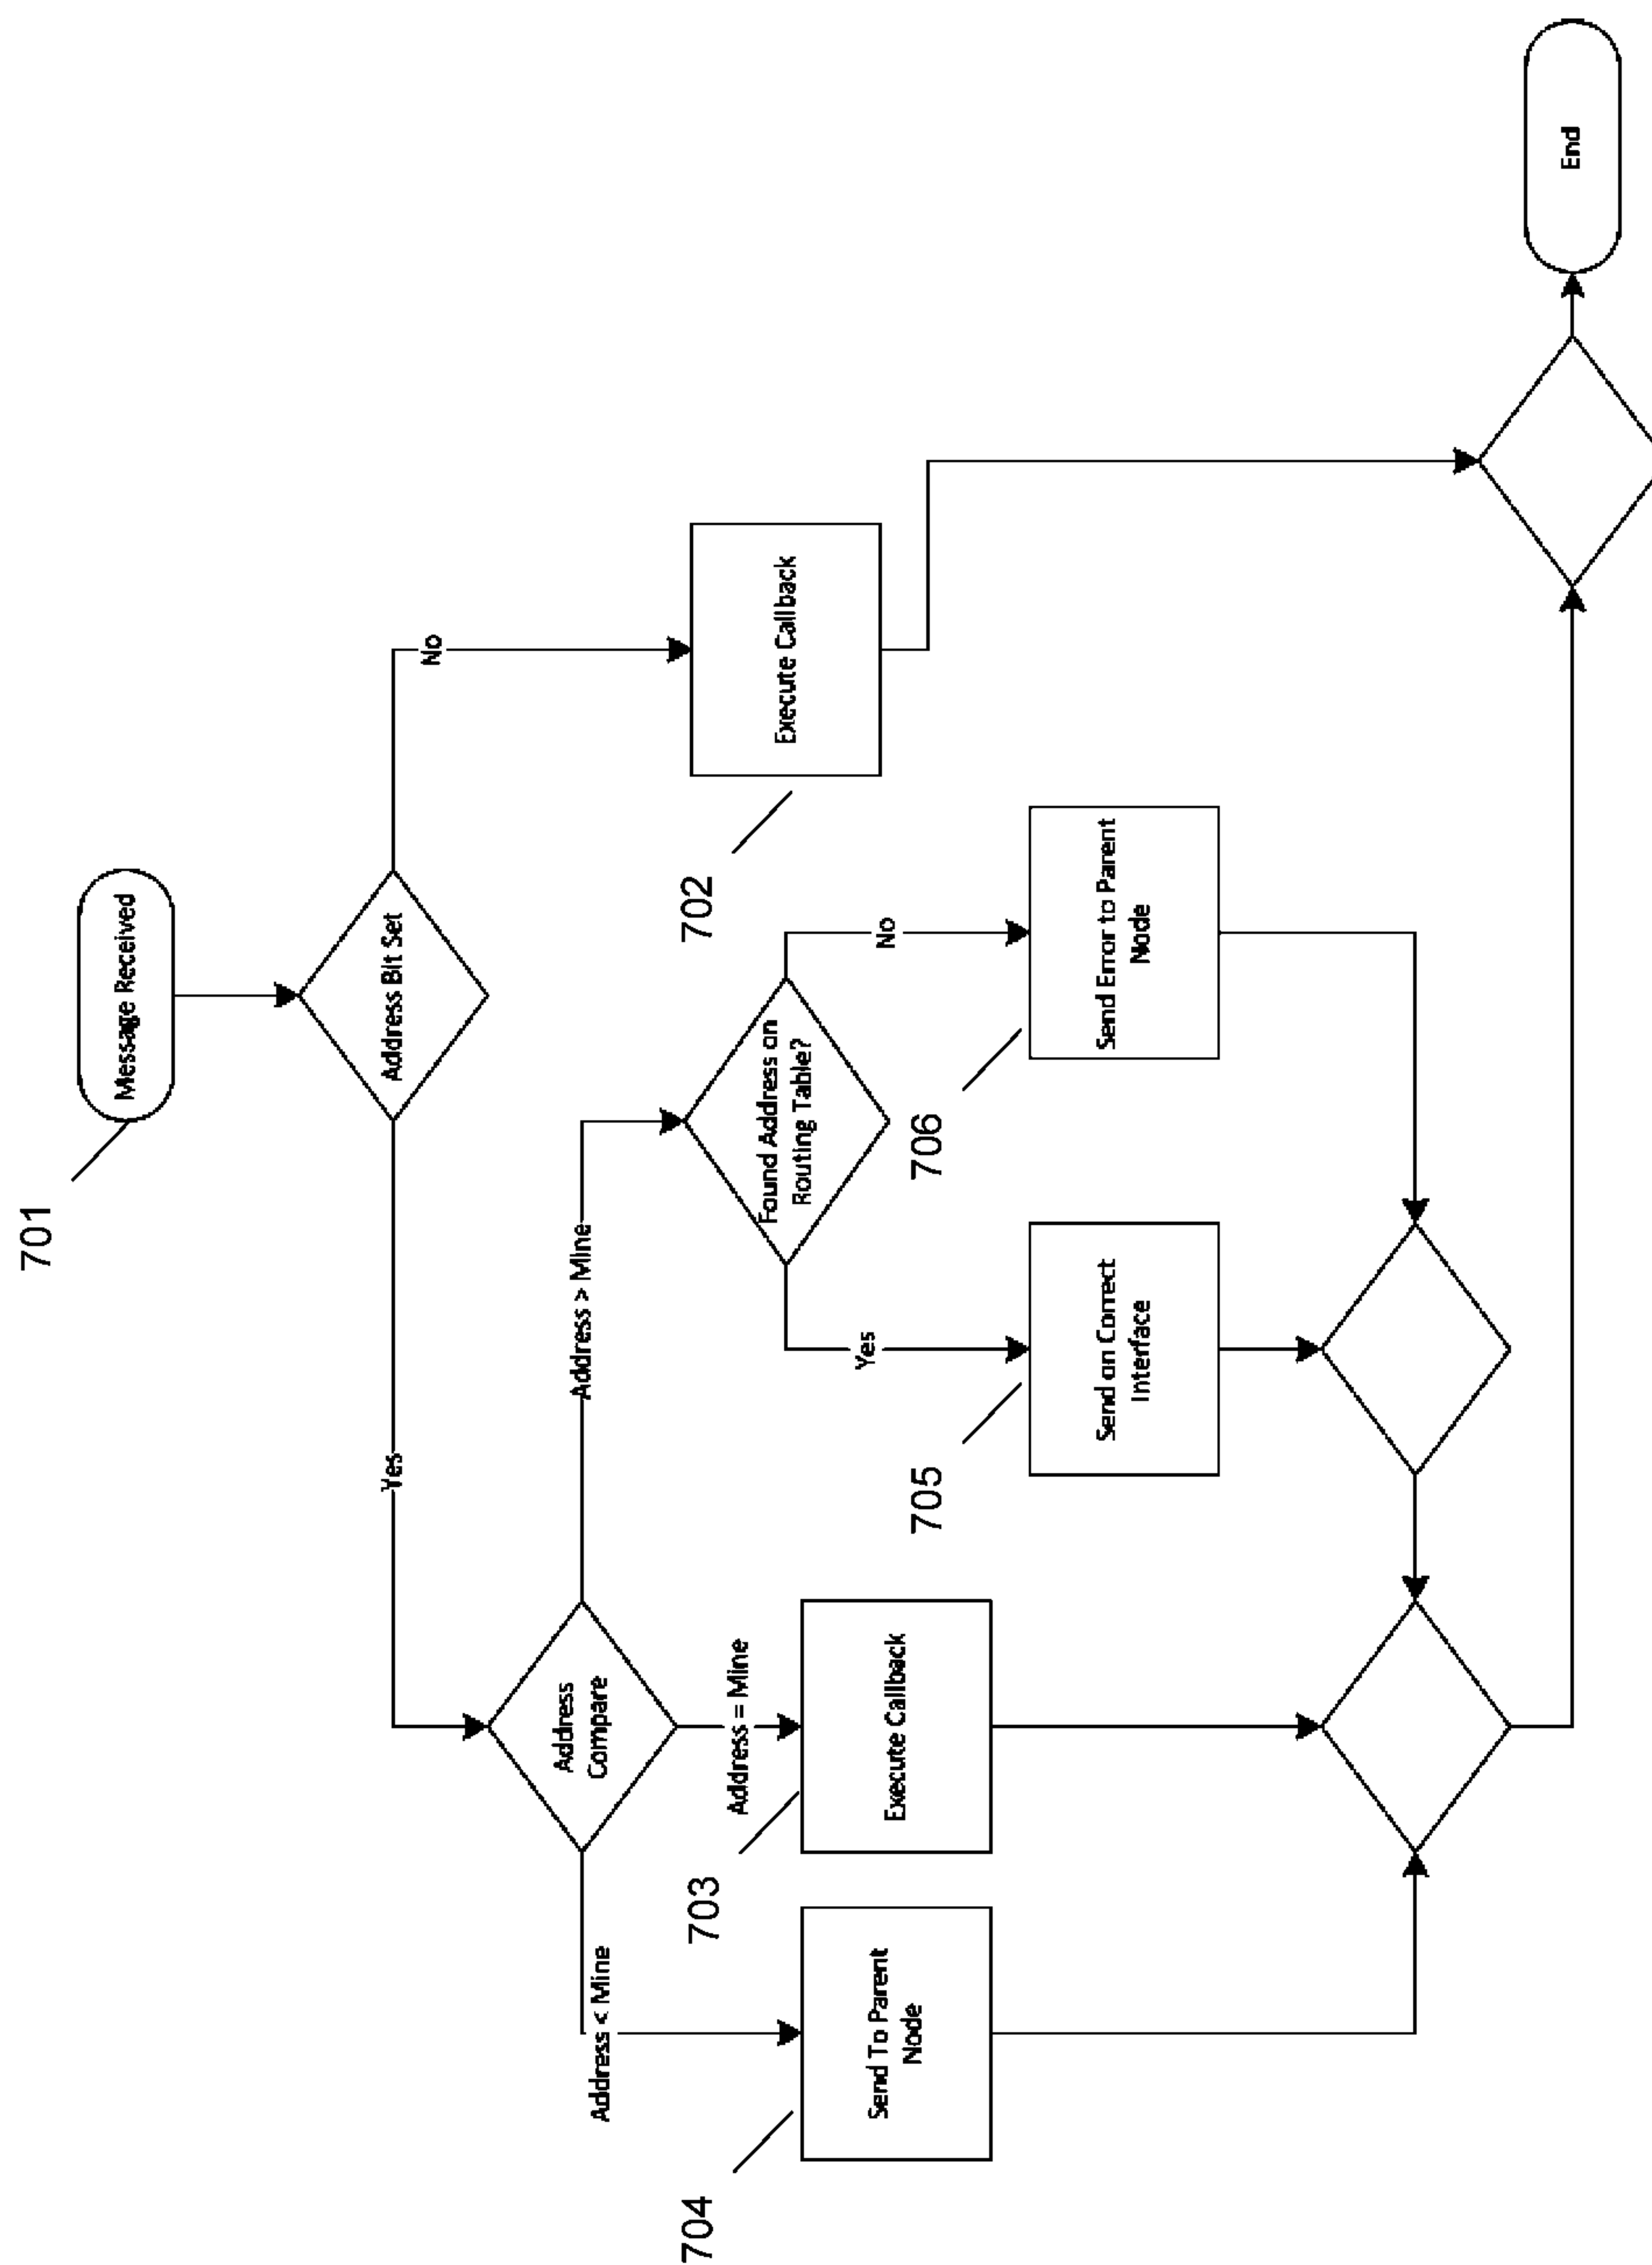 701
Message Received
Address Bit Set
Yes
No
Address
Compare
Address < Mine
Address = Mine
Address > Mine
Found Address on
Routing Table?
Yes
No
702
Execute Callback
703
Execute Callback
704
Send To Parent
Node
705
Send on Correct
Interface
706
Send Error to Parent
Node
End